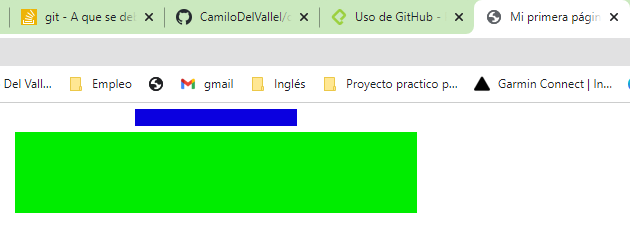 git - A que se de
CamiloDelVallel/
Uso de GitHub -
Mi primera págin
Del Vall...
Empleo
gmail
Inglés
Proyecto practico p...
Garmin Connect | In...